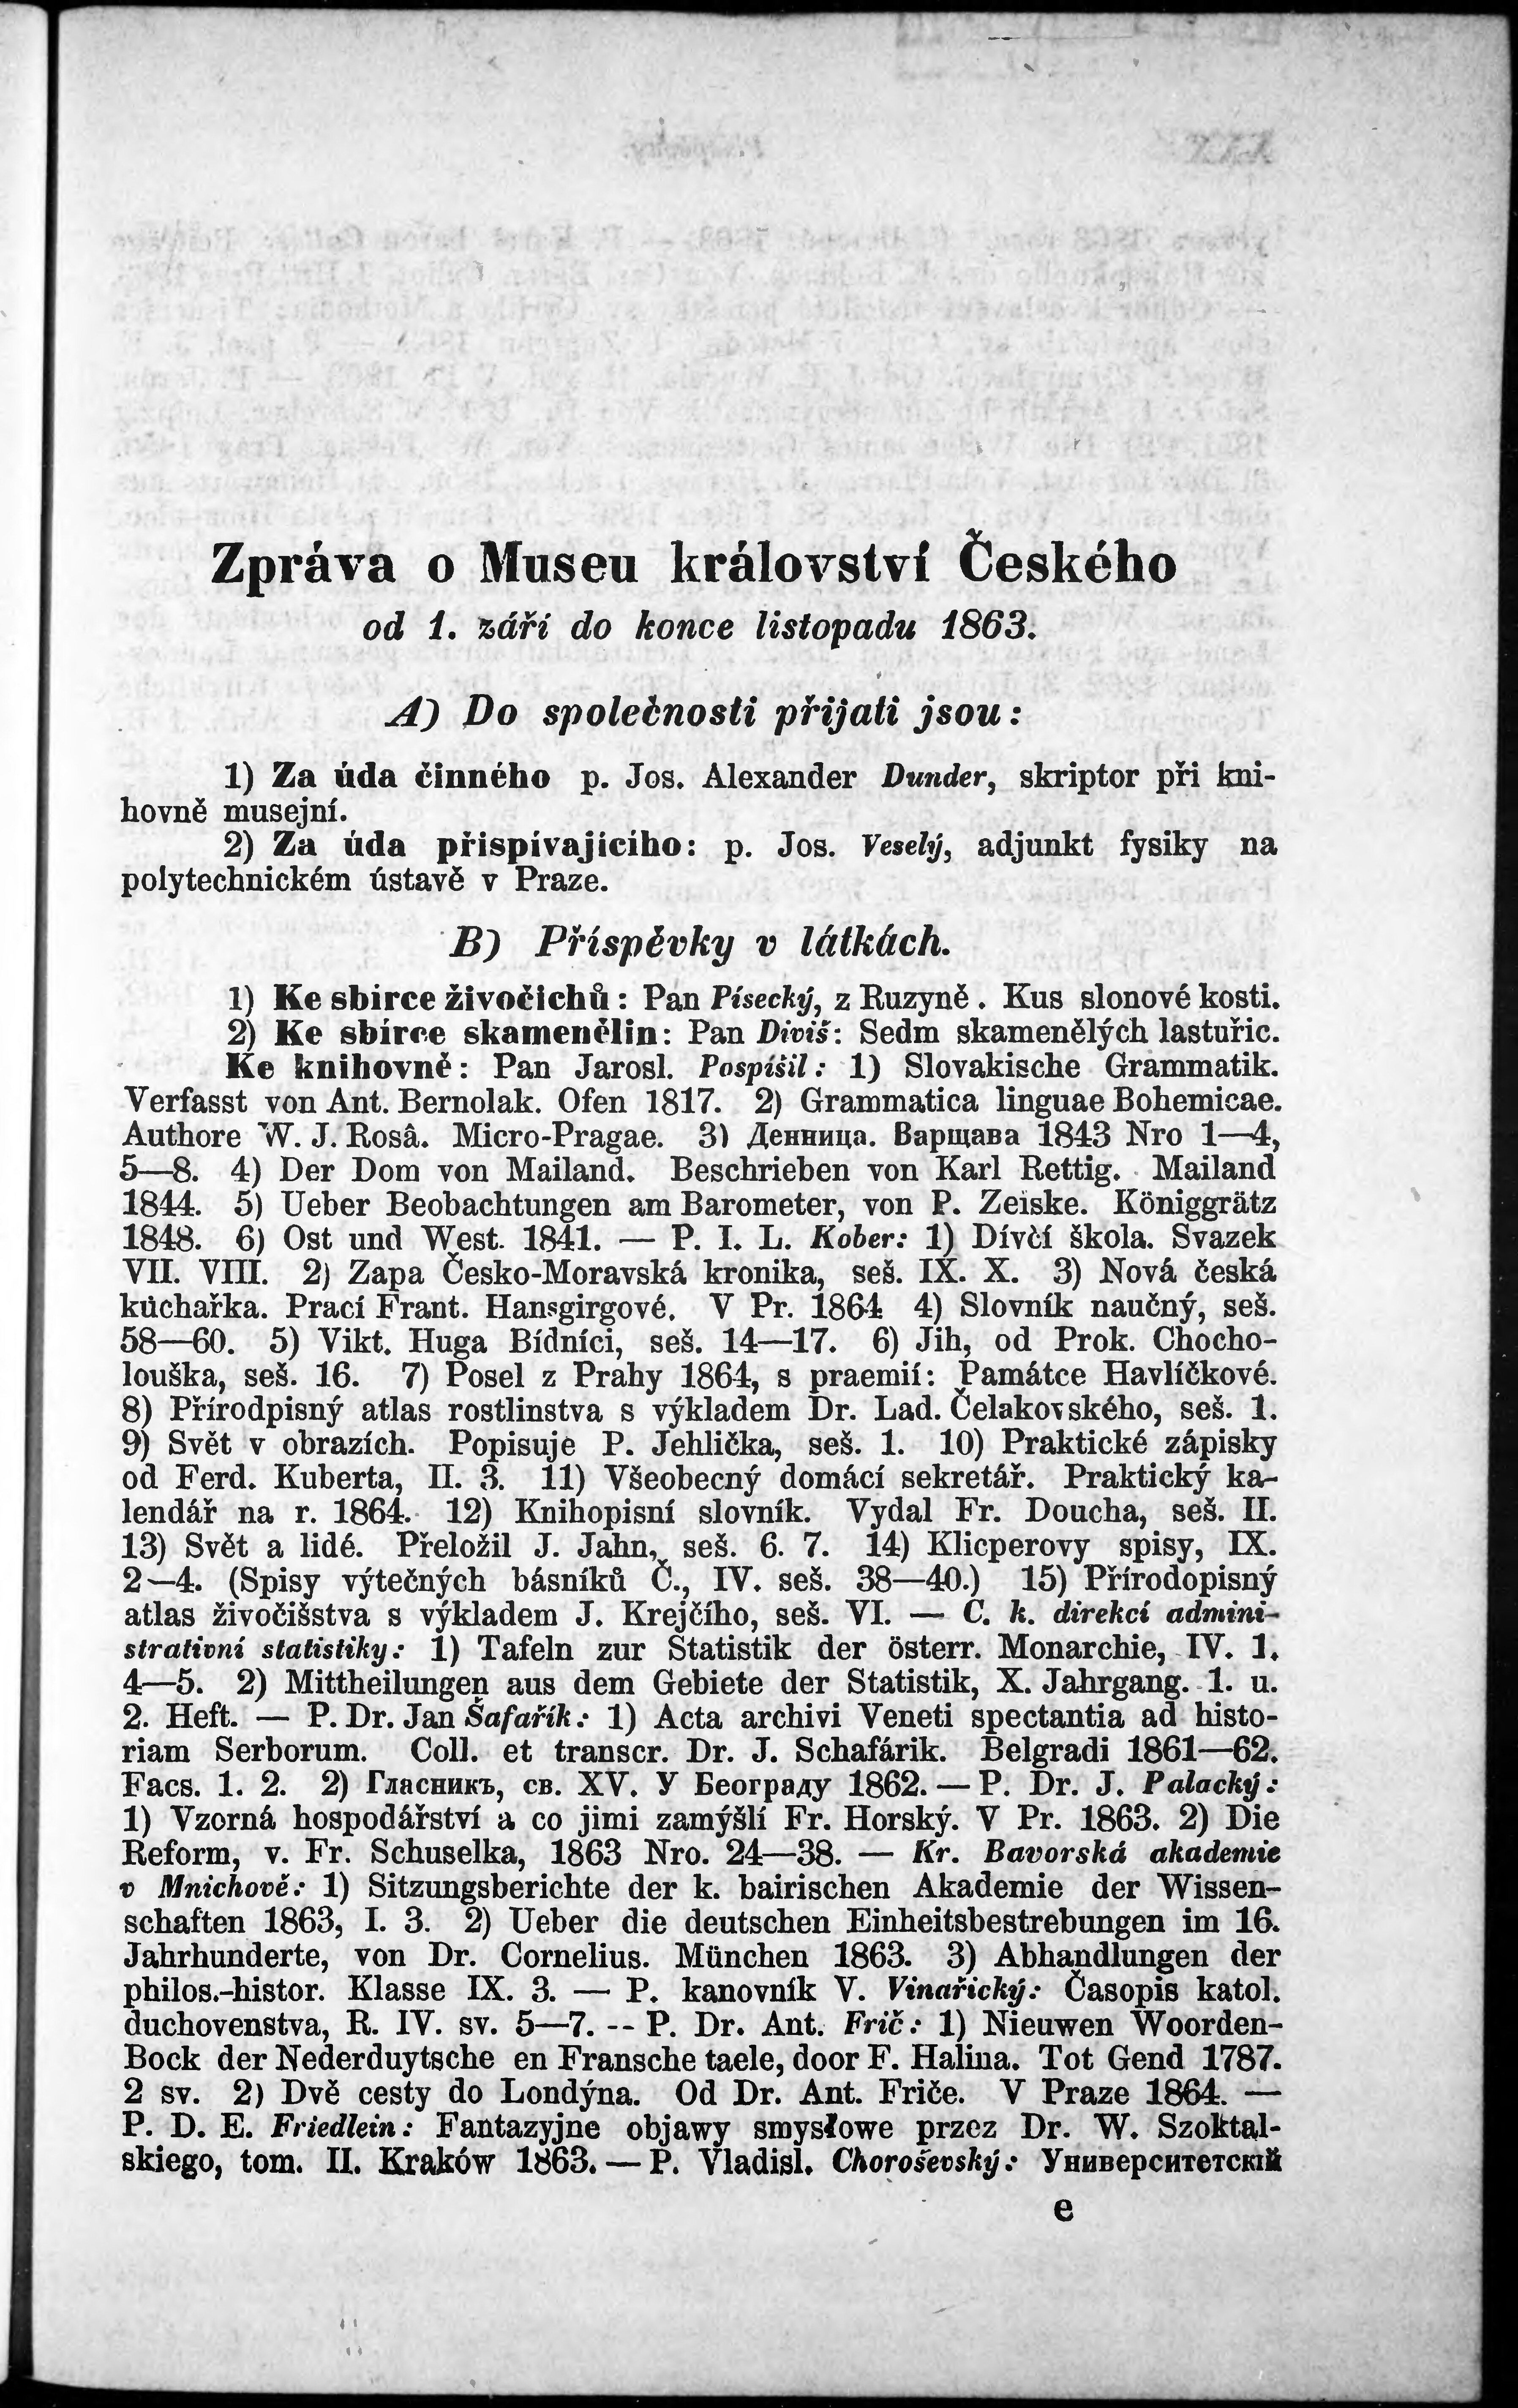 Zpráva o Museu království Českého
od 1. září do konce listopadu 1863.
A) Do společnosti přijati jsou:
1) Za úda činného p. Jos. Alexander Dunder, skriptor při kni-
hovně musejní.
2) Za úda přispívajícího: p. Jos. Veselý, adjunkt fysiky na
polytechnickém ústavě v Praze.
B) Příspěvky v látkách.
1) Ke sbírce živočichů: Pan Písecký, z Ruzyně. Kus slonové kosti.
2) Ke sbírce skamenělin: Pan Diviš: Sedm skamenělých lastuřic.
Ke knihovně: Pan Jarosl. Pospíšil: 1) Slovakische Grammatik.
Verfasst von Ant. Bernolak. Ofen 1817. 2) Grammatica linguae Bohemicae.
Authore W. J. Rosâ. Micro-Pragae. 3) Денница. Варщава 1843 Nro 1—4,
5—8. 4) Der Dom von Mailand. Beschrieben von Karl Rettig. Mailand
1844. 5) Ueber Beobachtungen am Barometer, von P. Zeiske. Königgrätz
1848. 6) Ost und West. 1841. — P. I. L. Kober: 1) Dívčí škola. Svazek
VII. VIII. 2) Zapa Česko-Moravská kronika, seš. IX. X. 3) Nová česká
kuchařka. Prací Frant. Hansgirgové. V Pr. 1864 4) Slovník naučný, seš.
58—60. 5) Vikt. Huga Bídníci, seš. 14—17. 6) Jih, od Prok. Chocho-
louška, seš. 16. 7) Posel z Prahy 1864, s praemií: Památce Havlíčkové.
8) Přírodpisný atlas rostlinstva s výkladem Dr. Lad. Čelakovského, seš. 1.
9) Svět v obrazích. Popisuje P. Jehlička, seš. 1. 10) Praktické zápisky
od Ferd. Kuberta, II. 3. 11) Všeobecný domácí sekretář. Praktický ka-
lendář na r. 1864. 12) Knihopisní slovník. Vydal Fr. Doucha, seš. II.
13) Svět a lidé. Přeložil J. Jahn, seš. 6. 7. 14) Klicperovy spisy, IX.
2—4. (Spisy výtečných básníků Č., IV. seš. 38—40.) 15) Přírodopisný
atlas živočišstva s výkladem J. Krejčího, seš. VI. — C. k. direkcí admini-
strativní statistiky: 1) Tafeln zur Statistik der österr. Monarchie, IV. 1.
4—5. 2) Mittheilungen aus dem Gebiete der Statistik, X. Jahrgang. 1. u.
2. Heft. — P. Dr. Jan Šafařík: 1) Acta archivi Veneti spectantia ad histo-
riam Serborum. Coll. et transcr. Dr. J. Schafárik. Belgradi 1861—62.
Facs. 1. 2. 2) Гласникъ, св. XV. У Београду 1862. — P. Dr. J. Palacký:
1) Vzorná hospodářství a co jimi zamýšlí Fr. Horský. V Pr. 1863. 2) Die
Reform, v. Fr. Schuselka, 1863 Nro. 24—38. — Kr. Bavorská akademie
v Mnichově: 1) Sitzungsberichte der k. bairischen Akademie der Wissen-
schaften 1863, I. 3. 2) Ueber die deutschen Einheitsbestrebungen im 16.
Jahrhunderte, von Dr. Cornelius. München 1863. 3) Abhandlungen der
philos.-histor. Klasse IX. 3. — P. kanovník V. Vinařický: Časopis katol.
duchovenstva, R. IV. sv. 5—7. -- P. Dr. Ant. Frič: 1) Nieuwen Woorden-
Bock der Nederduytsche en Fransche taele, door F. Halina. Tot Gend 1787.
2 sv. 2) Dvě cesty do Londýna. Od Dr. Ant. Friče. V Praze 1864. —
P. D. E. Friedlein: Fantazyjne objawy smysłowe przez Dr. W. Szoktal-
skiego, tom. II. Kraków 1863. — P. Vladisl. Choroševský: Университетскій
e